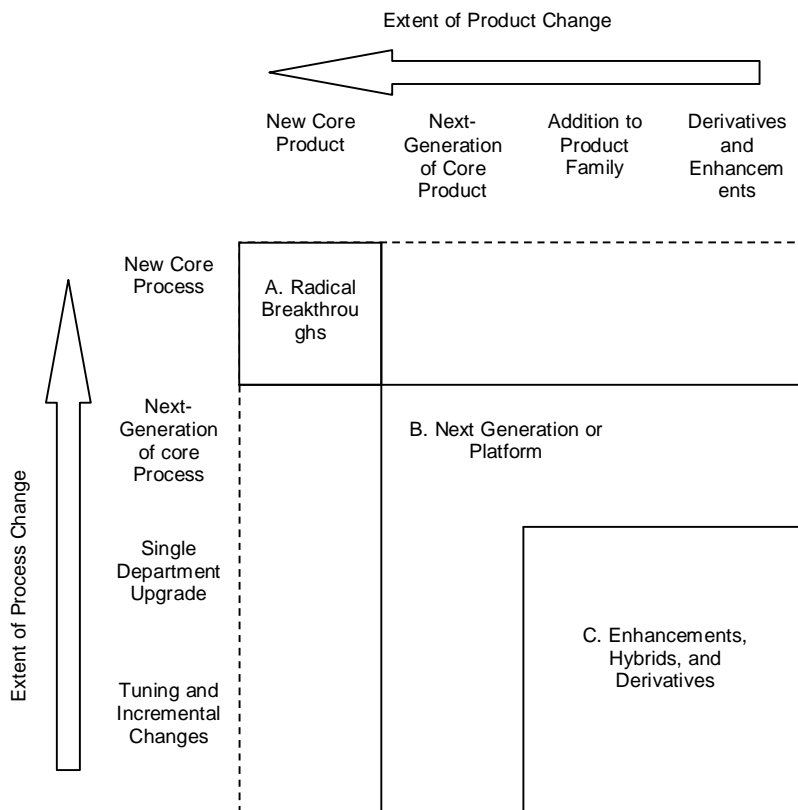 Extent of Product Change
New Core
Product
Next-
Generation
of Core
Product
Addition to
Product
Family
Derivatives
and
Enhancem
ents
New Core
Process
A. Radical
Breakthrou
ghs
Next-
Generation
of core
Process
B. Next Generation or
Platform
Single
Department
Upgrade
C. Enhancements,
Hybrids, and
Derivatives
Tuning and
Incremental
Changes
Extent of Process Change